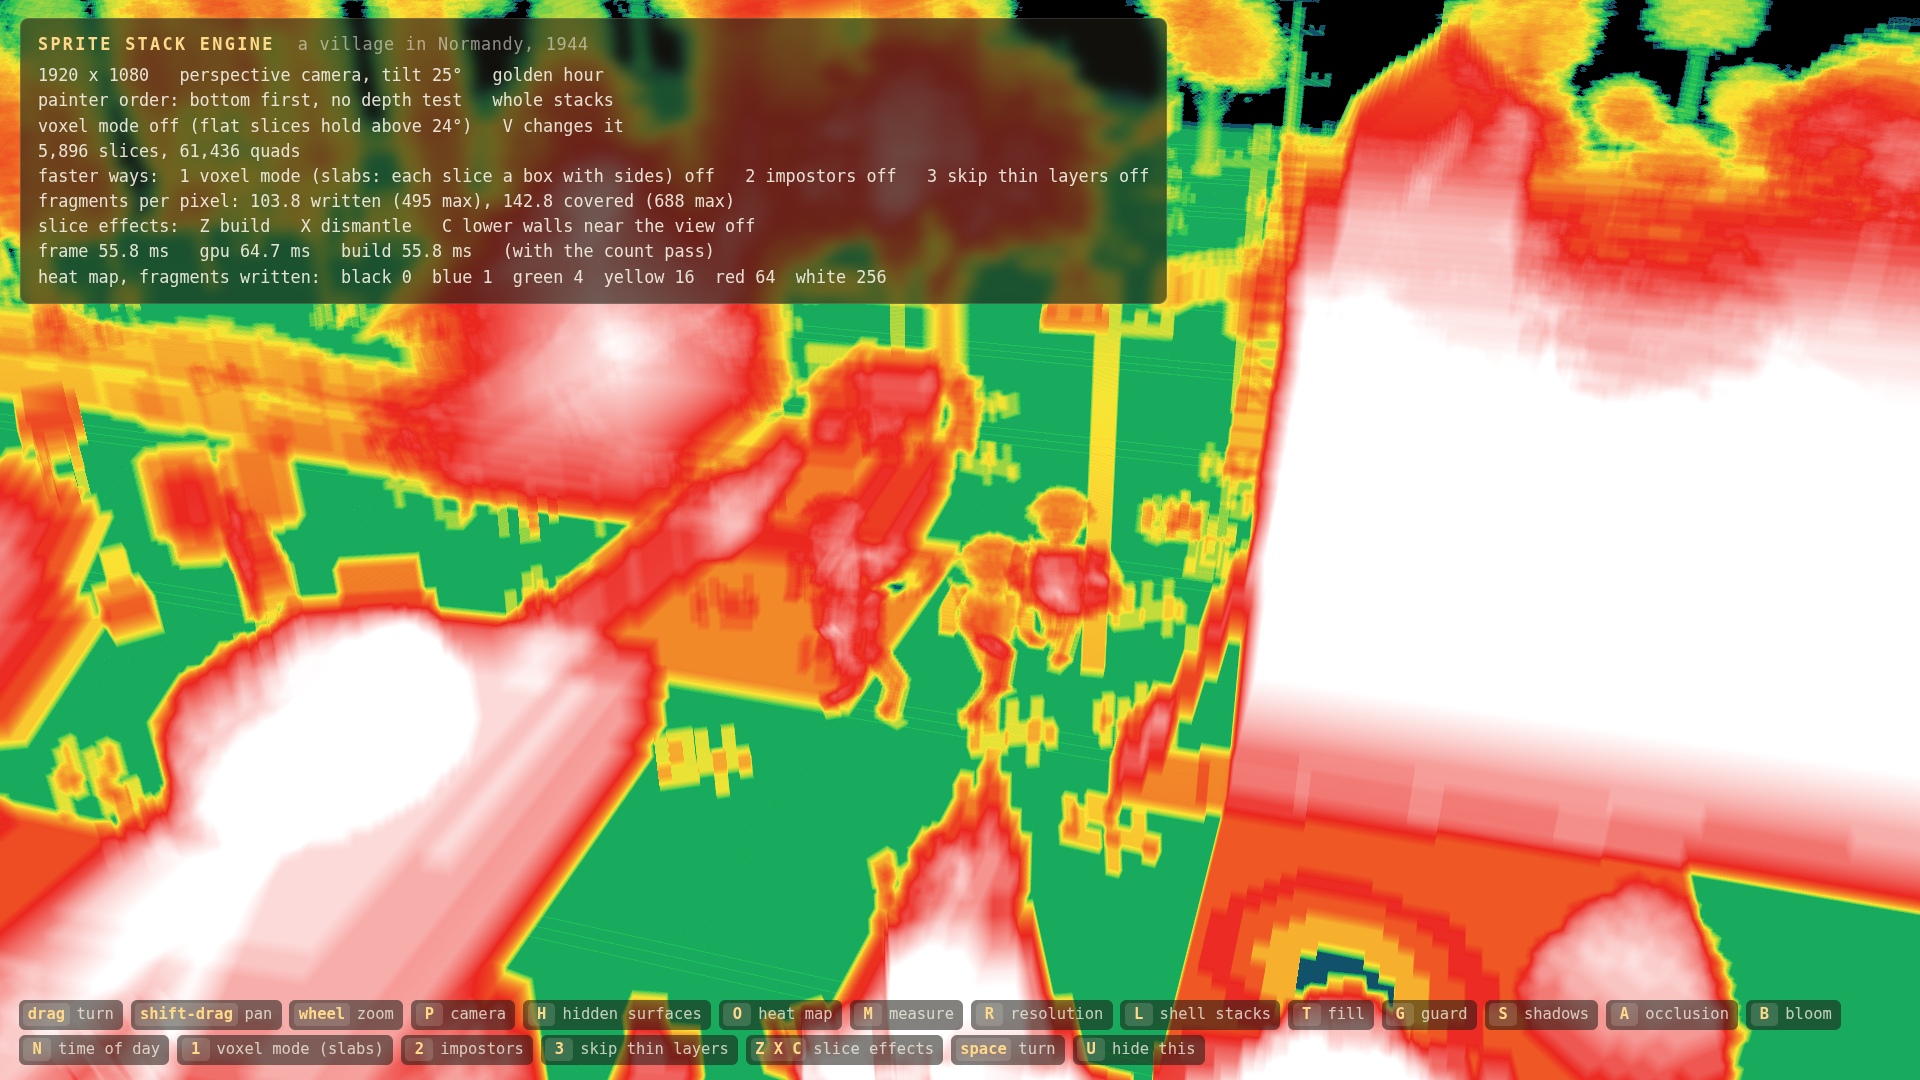 SPRITE STACK ENGINE  a village in Normandy, 1944
1920 x 1080   perspective camera, tilt 25°   golden hour
painter order: bottom first, no depth test   whole stacks
voxel mode off (flat slices hold above 24°)   V changes it
5,896 slices, 61,436 quads
faster ways:  1 voxel mode (slabs: each slice a box with sides) off   2 impostors off   3 skip thin layers off
fragments per pixel: 103.8 written (495 max), 142.8 covered (688 max)
slice effects:  Z build   X dismantle   C lower walls near the view off
frame 55.8 ms   gpu 64.7 ms   build 55.8 ms   (with the count pass)
heat map, fragments written:  black 0  blue 1  green 4  yellow 16  red 64  white 256
drag turn  shift-drag pan  wheel zoom  P camera  H hidden surfaces  O heat map  M measure  R resolution  L shell stacks  T fill  G guard  S shadows  A occlusion  B bloom
N time of day  1 voxel mode (slabs)  2 impostors  3 skip thin layers  Z X C slice effects  space turn  U hide this